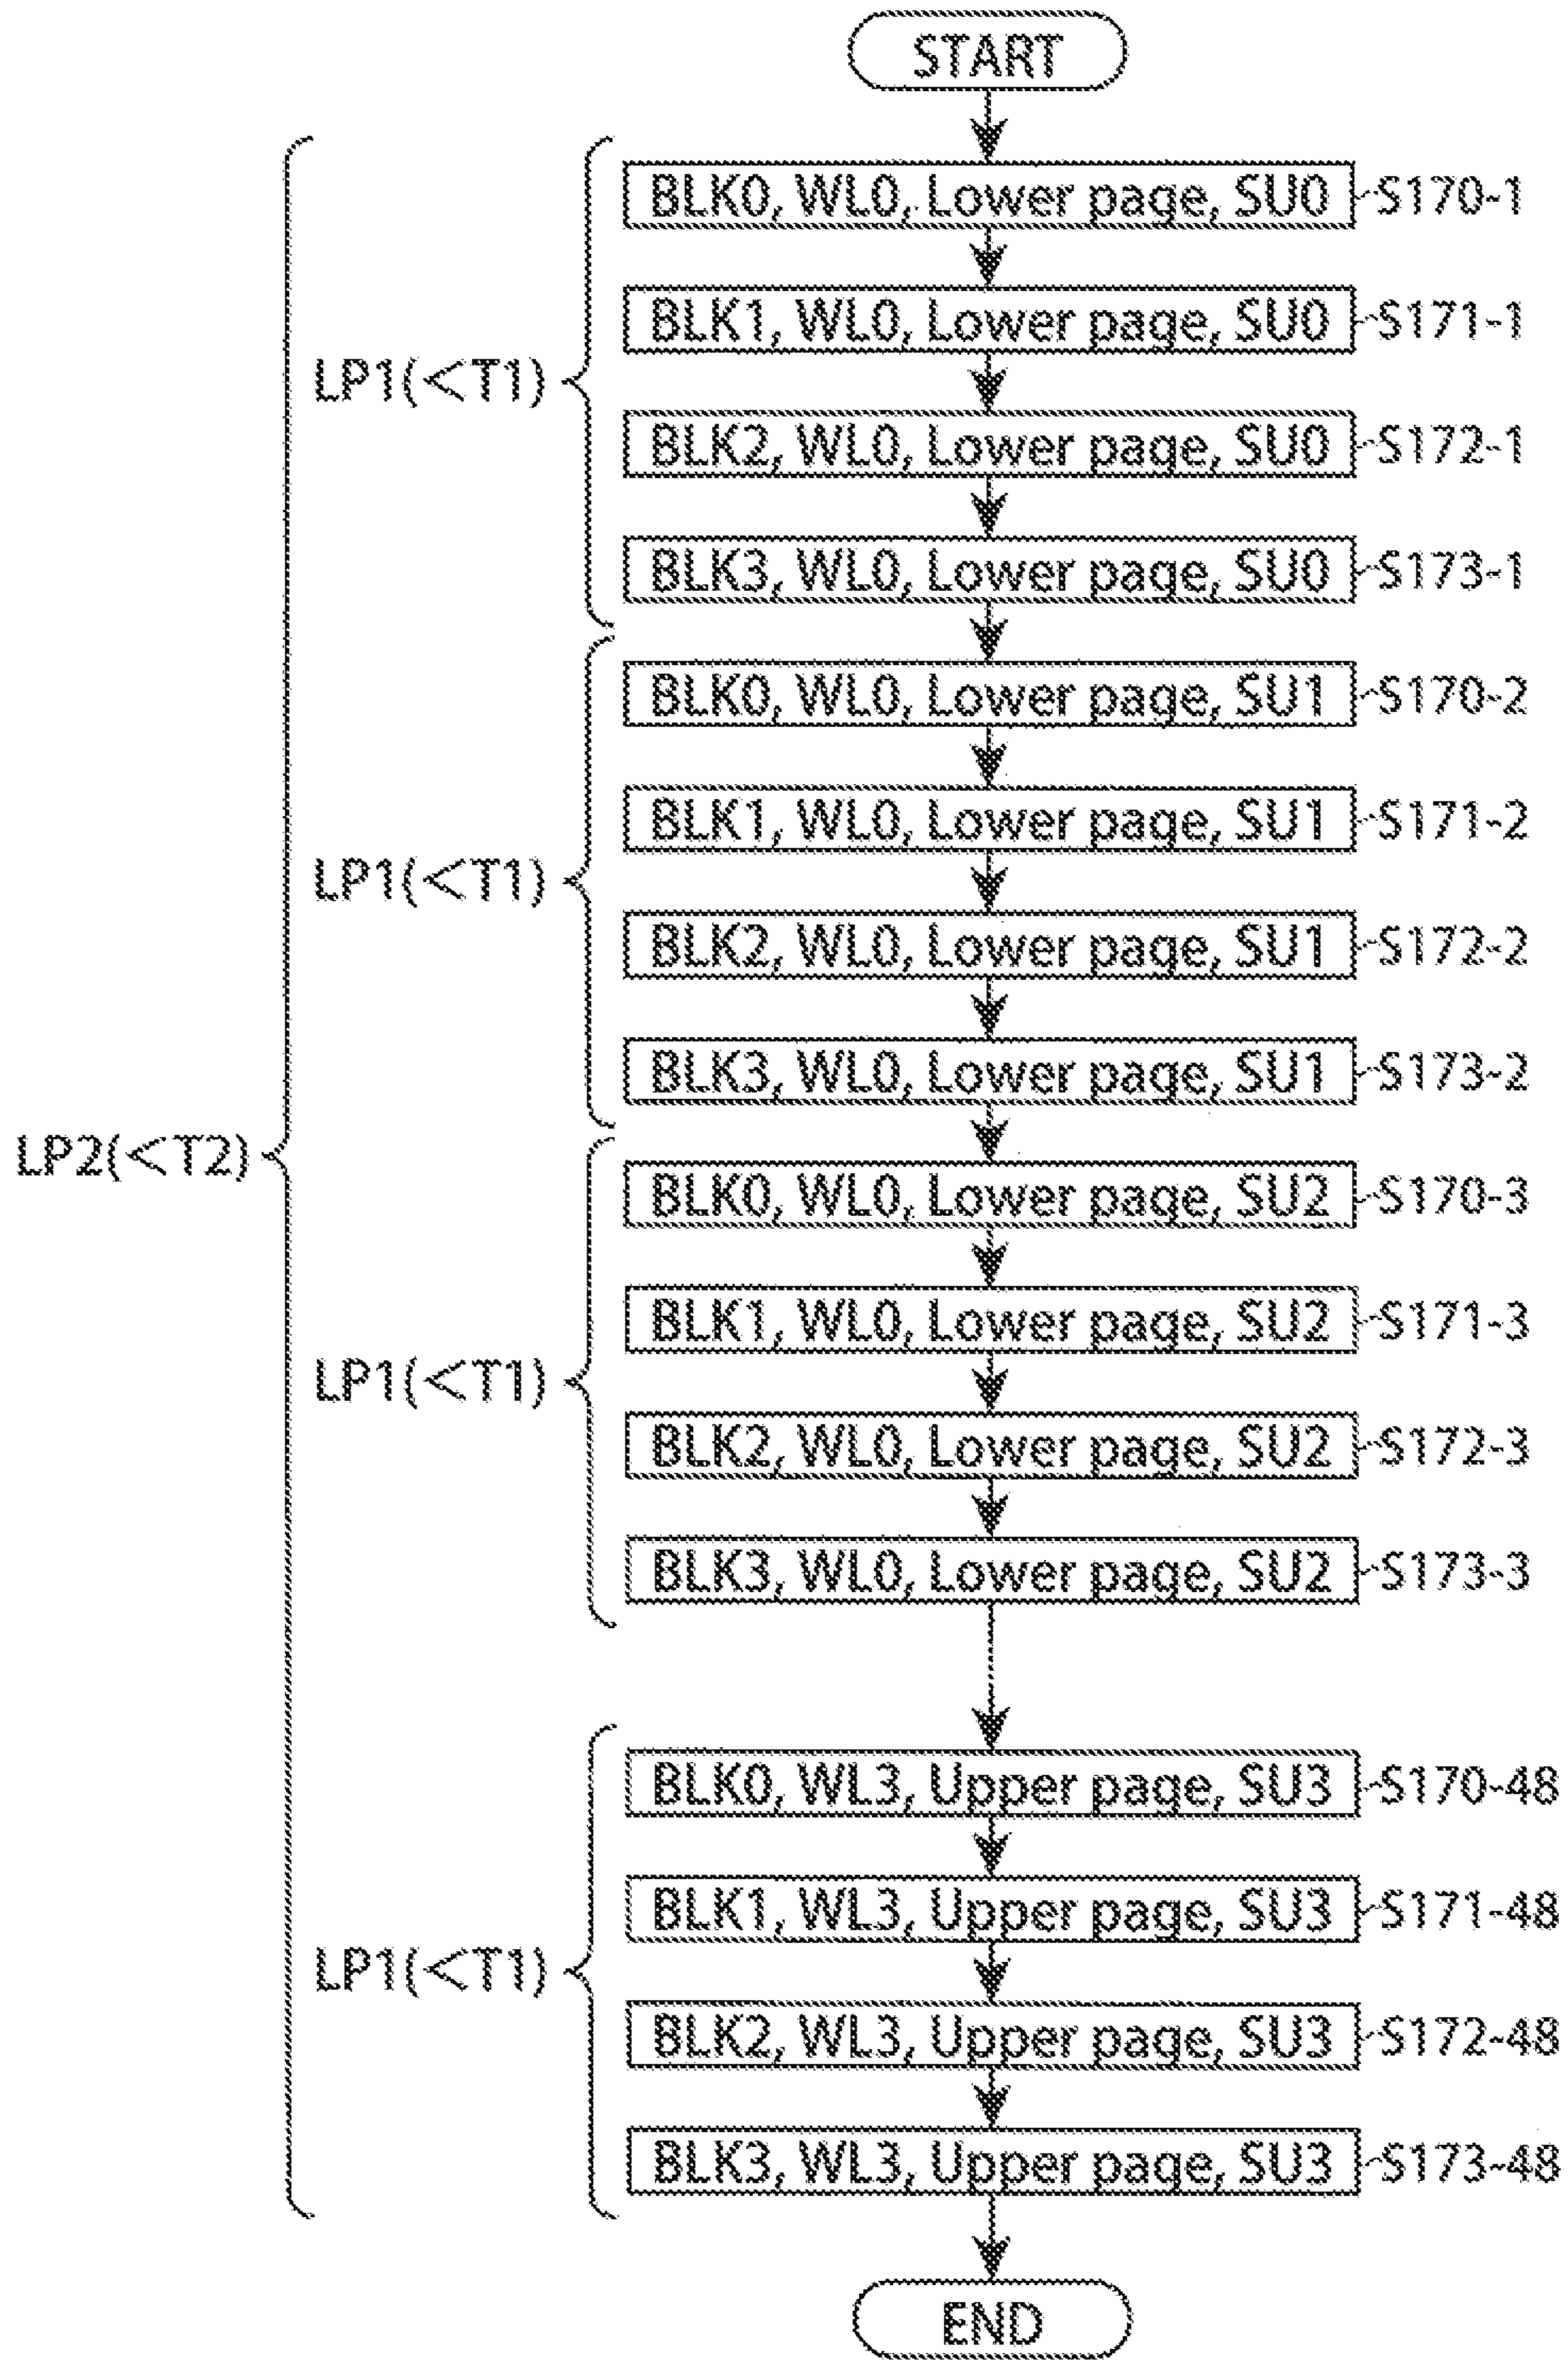 START
BLK0, WL0, Lower page, SU0 S170-1
BLK1, WL0, Lower page, SU0 S171-1
LP1(<T1)
BLK2, WL0, Lower page, SU0 S172-1
BLK3, WL0, Lower page, SU0 S173-1
BLK0, WL0, Lower page, SU1 S170-2
BLK1, WL0, Lower page, SU1 S171-2
LP1(<T1)
BLK2, WL0, Lower page, SU1 S172-2
BLK3, WL0, Lower page, SU1 S173-2
LP2(<T2)
BLK0, WL0, Lower page, SU2 S170-3
BLK1, WL0, Lower page, SU2 S171-3
LP1(<T1)
BLK2, WL0, Lower page, SU2 S172-3
BLK3, WL0, Lower page, SU2 S173-3
BLK0, WL3, Upper page, SU3 S170-48
BLK1, WL3, Upper page, SU3 S171-48
LP1(<T1)
BLK2, WL3, Upper page, SU3 S172-48
BLK3, WL3, Upper page, SU3 S173-48
END